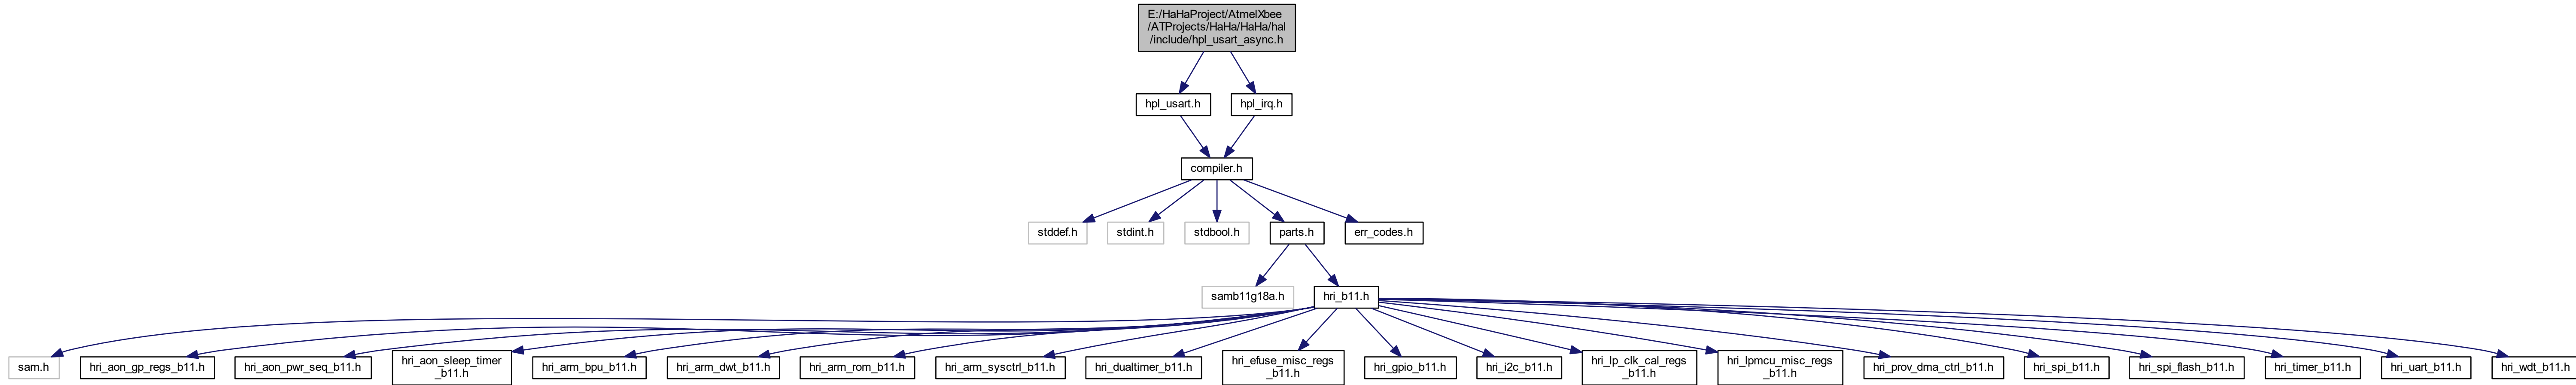 E:/HaHaProject/AtmelXbee
/ATProjects/HaHa/HaHa/hal
/include/hpl_usart_async.h
hpl_usart.h
hpl_irq.h
compiler.h
stddef.h
stdint.h
stdbool.h
parts.h
err_codes.h
samb11g18a.h
hri_b11.h
sam.h
hri_aon_gp_regs_b11.h
hri_aon_pwr_seq_b11.h
hri_aon_sleep_timer
_b11.h
hri_arm_bpu_b11.h
hri_arm_dwt_b11.h
hri_arm_rom_b11.h
hri_arm_sysctrl_b11.h
hri_dualtimer_b11.h
hri_efuse_misc_regs
_b11.h
hri_gpio_b11.h
hri_i2c_b11.h
hri_lp_clk_cal_regs
_b11.h
hri_lpmcu_misc_regs
_b11.h
hri_prov_dma_ctrl_b11.h
hri_spi_b11.h
hri_spi_flash_b11.h
hri_timer_b11.h
hri_uart_b11.h
hri_wdt_b11.h